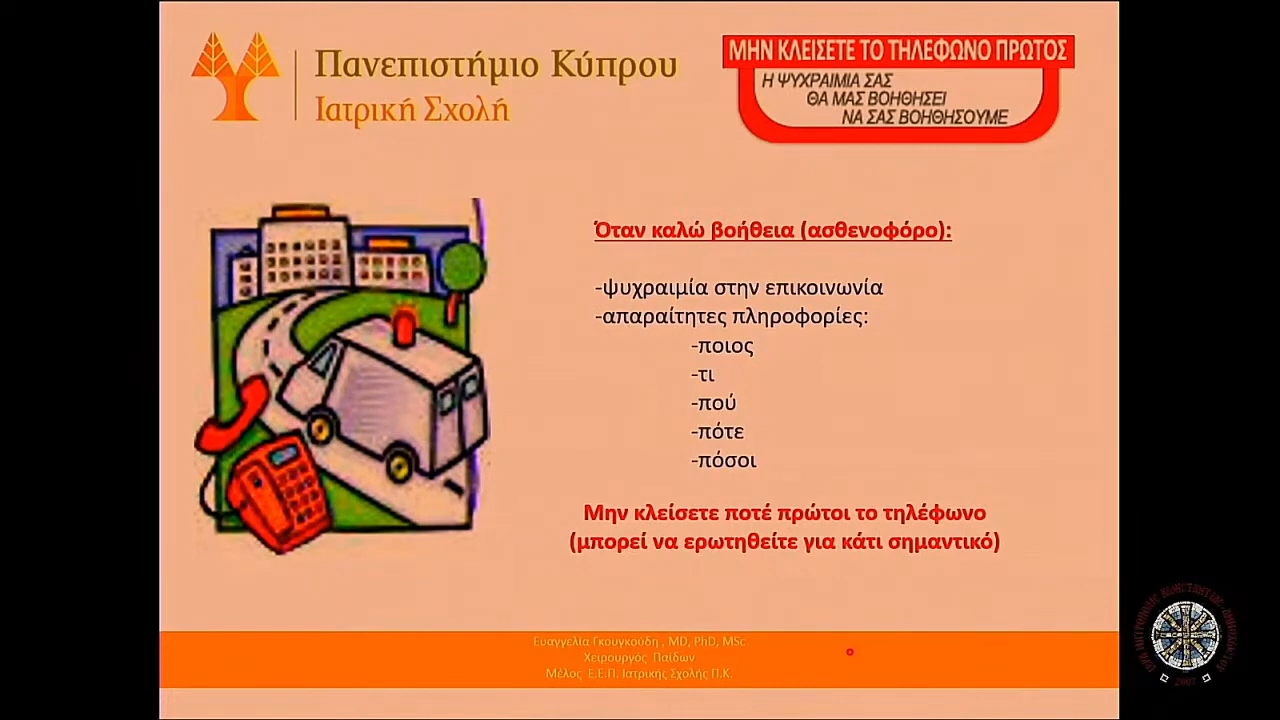 Πανεπιστήμιο Κύπρου
Ιατρική Σχολή
ΜΗΝ ΚΛΕΙΣΕΤΕ ΤΟ ΤΗΛΕΦΩΝΟ ΠΡΩΤΟΣ
Η ΨΥΧΡΑΙΜΙΑ ΣΑΣ
ΘΑ ΜΑΣ ΒΟΗΘΗΣΕΙ
ΝΑ ΣΑΣ ΒΟΗΘΗΣΟΥΜΕ
Όταν καλώ βοήθεια (ασθενοφόρο):
-ψυχραιμία στην επικοινωνία
-απαραίτητες πληροφορίες:
-ποιος
-τι
-πού
-πότε
-πόσοι
Μην κλείσετε ποτέ πρώτοι το τηλέφωνο
(μπορεί να ερωτηθείτε για κάτι σημαντικό)
Ευαγγελία Γκουγκούδη , MD, PhD, MSc
Χειρουργός Παίδων
Μέλος Ε.Ε.Π. Ιατρικής Σχολής Π.Κ.
2007